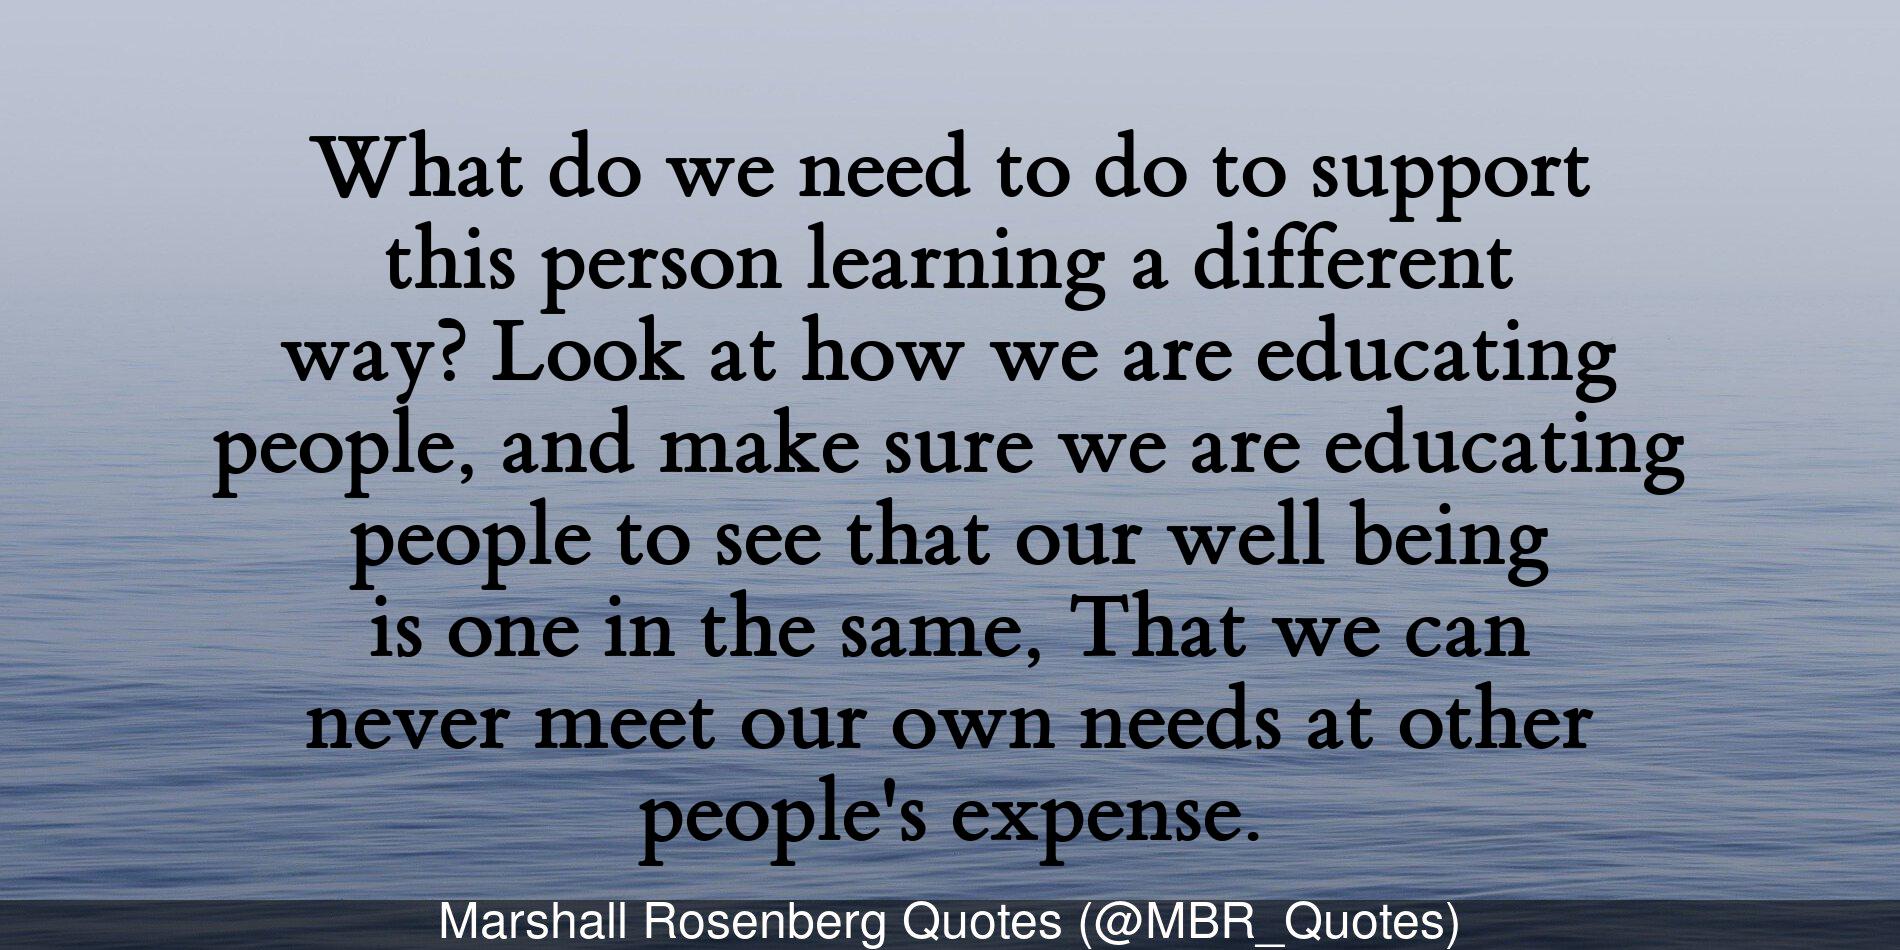 What do we need to do to support
this person learning a different
way? Look at how we are educating
people, and make sure we are educating
people to see that our well being
is one in the same, That we can
never meet our own needs at other
people's expense.
Marshall Rosenberg Quotes (@MBR_Quotes)